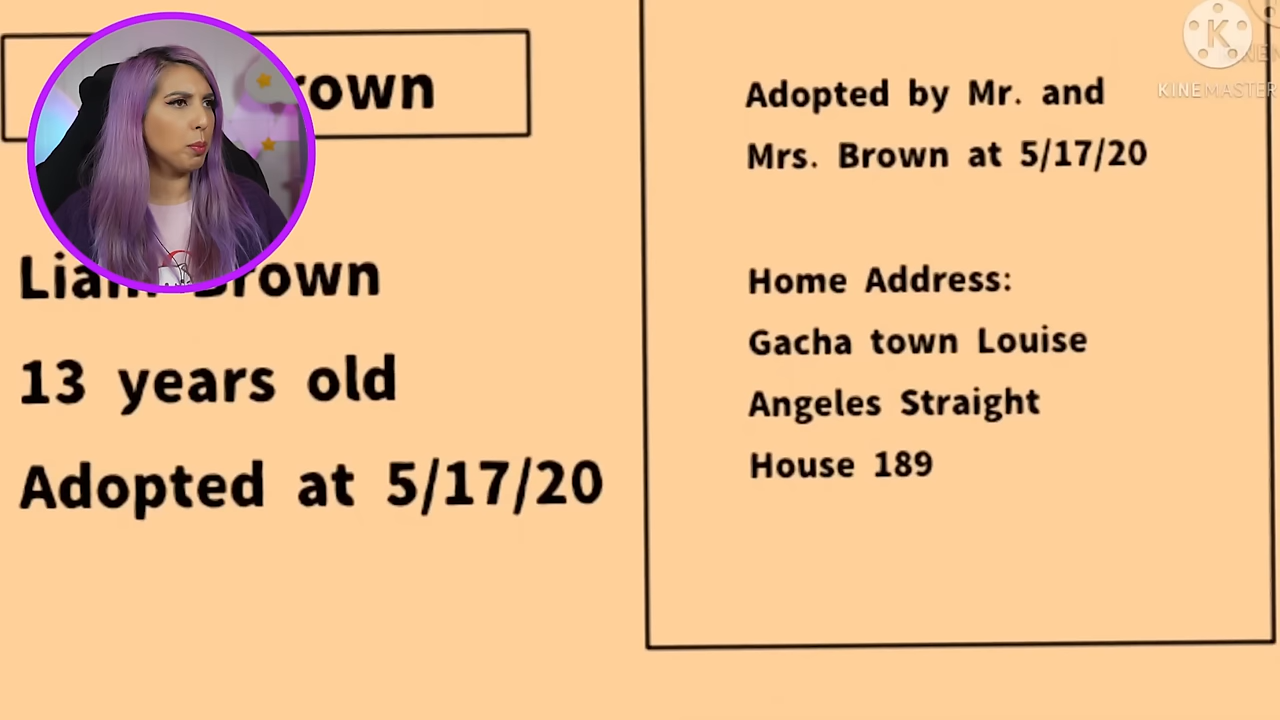 rown
Liam Brown
13 years old
Adopted at 5/17/20
Adopted by Mr. and
Mrs. Brown at 5/17/20
Home Address:
Gacha town Louise
Angeles Straight
House 189
KINEMASTER